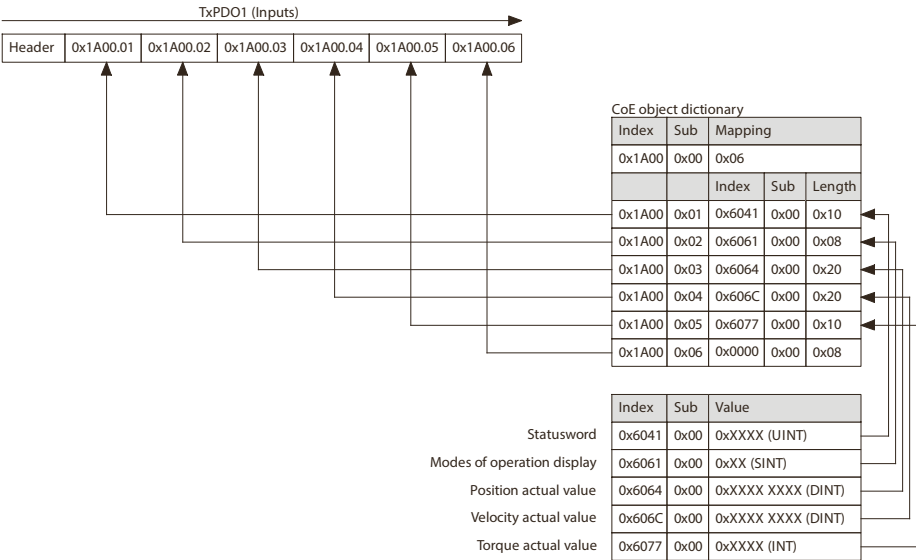 TxPDO1 (Inputs)
Header 0x1A00.01 0x1A00.02 0x1A00.03 0x1A00.04 0x1A00.05 0x1A00.06
CoE object dictionary
Index Sub Mapping
0x1A00 0x00 0x06
Index Sub Length
0x1A00 0x01 0x6041 0x00 0x10
0x1A00 0x02 0x6061 0x00 0x08
0x1A00 0x03 0x6064 0x00 0x20
0x1A00 0x04 0x606C 0x00 0x20
0x1A00 0x05 0x6077 0x00 0x10
0x1A00 0x06 0x0000 0x00 0x08
Index Sub Value
Statusword 0x6041 0x00 0xXXXX (UINT)
Modes of operation display 0x6061 0x00 0xXX (SINT)
Position actual value 0x6064 0x00 0xXXXX XXXX (DINT)
Velocity actual value 0x606C 0x00 0xXXXX XXXX (DINT)
Torque actual value 0x6077 0x00 0xXXXX (INT)